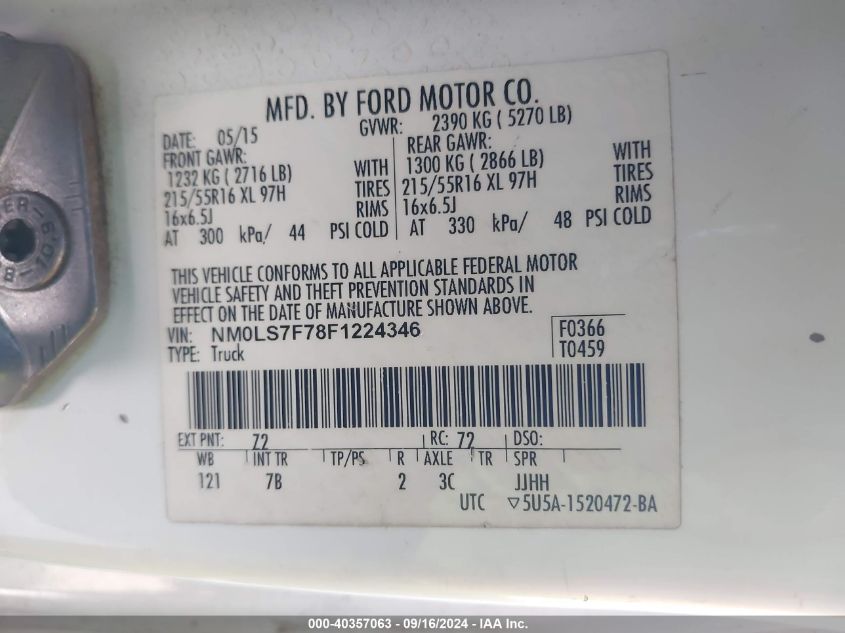 MFD. BY FORD MOTOR CO.
DATE: 05/15 GVWR: 2390 KG ( 5270 LB)
FRONT GAWR: REAR GAWR:
1232 KG ( 2716 LB) WITH 1300 KG ( 2866 LB) WITH
215/55R16 XL 97H TIRES 215/55R16 XL 97H TIRES
16x6.5J RIMS 16x6.5J RIMS
AT 300 kPa/ 44 PSI COLD AT 330 kPa/ 48 PSI COLD
THIS VEHICLE CONFORMS TO ALL APPLICABLE FEDERAL MOTOR
VEHICLE SAFETY AND THEFT PREVENTION STANDARDS IN
EFFECT ON THE DATE OF MANUFACTURE SHOWN ABOVE.
VIN: NM0LS7F78F1224346 F0366
TYPE: Truck T0459
EXT PNT: Z2 RC: 72 DSO:
WB INT TR TP/PS R AXLE TR SPR
121 7B 2 3C JJHH
UTC ▽5U5A-1520472-BA
000-40357063 - 09/16/2024 - IAA Inc.